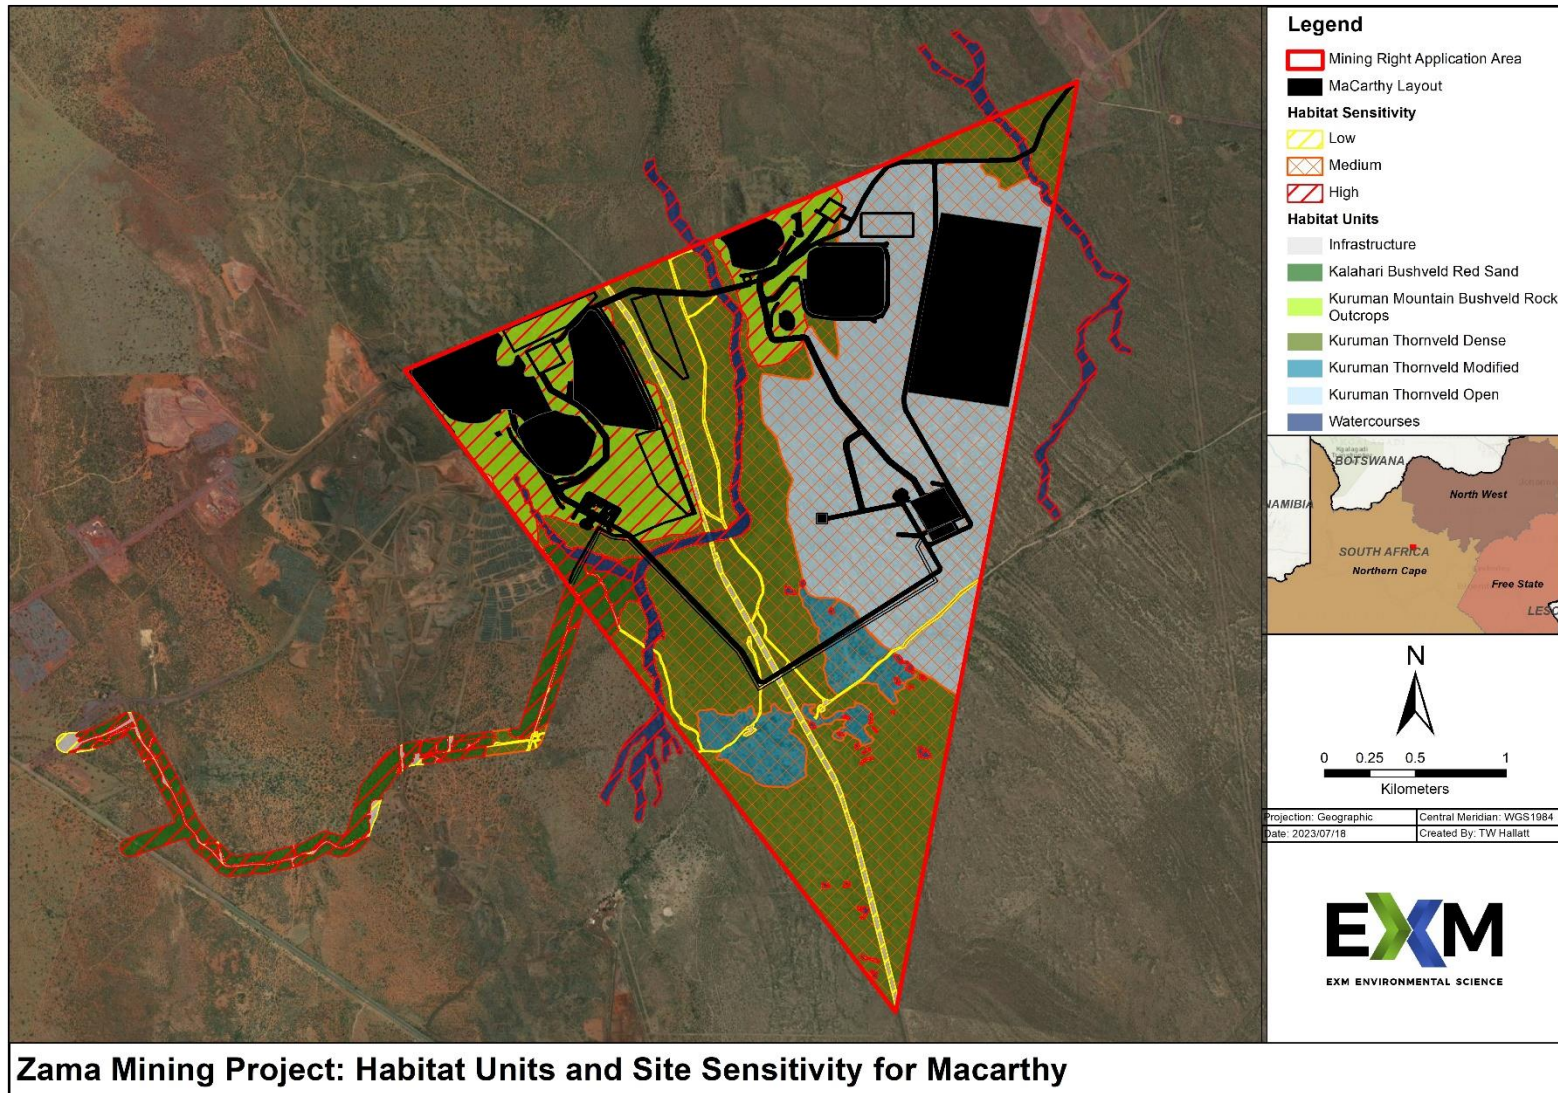 Legend
Mining Right Application Area
MaCarthy Layout
Habitat Sensitivity
Low
Medium
High
Habitat Units
Infrastructure
Kalahari Bushveld Red Sand
Kuruman Mountain Bushveld Rock
Outcrops
Kuruman Thornveld Dense
Kuruman Thornveld Modified
Kuruman Thornveld Open
Watercourses
BOTSWANA
NAMIBIA
North West
SOUTH AFRICA
Northern Cape
Free State
LESO
N
0 0.25 0.5 1
Kilometers
Projection: Geographic Central Meridian: WGS1984
Date: 2023/07/18 Created By: TW Hallatt
EXM
EXM ENVIRONMENTAL SCIENCE
Zama Mining Project: Habitat Units and Site Sensitivity for Macarthy